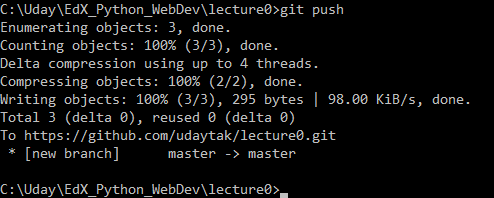 C:\Uday\EdX_Python_WebDev\lecture0>git push
Enumerating objects: 3, done.
Counting objects: 100% (3/3), done.
Delta compression using up to 4 threads.
Compressing objects: 100% (2/2), done.
Writing objects: 100% (3/3), 295 bytes | 98.00 KiB/s, done.
Total 3 (delta 0), reused 0 (delta 0)
To https://github.com/udaytak/lecture0.git
 * [new branch]      master -> master
C:\Uday\EdX_Python_WebDev\lecture0>